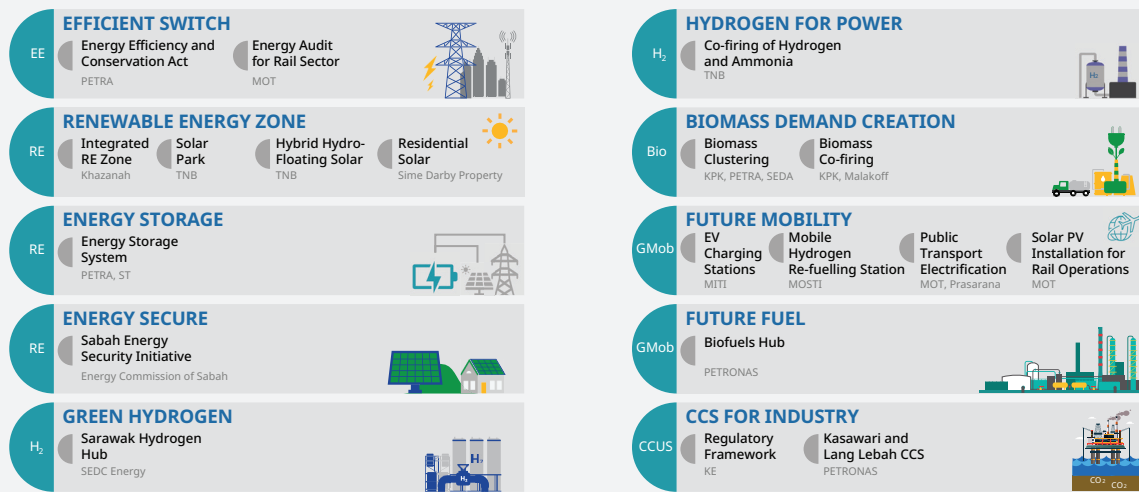 EE
EFFICIENT SWITCH
Energy Efficiency and
Conservation Act
PETRA
Energy Audit
for Rail Sector
MOT
RE
RENEWABLE ENERGY ZONE
Integrated
RE Zone
Khazanah
Solar
Park
TNB
Hybrid Hydro-
Floating Solar
TNB
Residential
Solar
Sime Darby Property
RE
ENERGY STORAGE
Energy Storage
System
PETRA, ST
RE
ENERGY SECURE
Sabah Energy
Security Initiative
Energy Commission of Sabah
H₂
GREEN HYDROGEN
Sarawak Hydrogen
Hub
SEDC Energy
H₂
H₂
H₂
HYDROGEN FOR POWER
Co-firing of Hydrogen
and Ammonia
TNB
H₂
Bio
BIOMASS DEMAND CREATION
Biomass
Clustering
KPK, PETRA, SEDA
Biomass
Co-firing
KPK, Malakoff
GMob
FUTURE MOBILITY
EV
Charging
Stations
MITI
Mobile
Hydrogen
Re-fuelling Station
MOSTI
Public
Transport
Electrification
MOT, Prasarana
Solar PV
Installation for
Rail Operations
MOT
GMob
FUTURE FUEL
Biofuels Hub
PETRONAS
CCUS
CCS FOR INDUSTRY
Regulatory
Framework
KE
Kasawari and
Lang Lebah CCS
PETRONAS
CO₂
CO₂